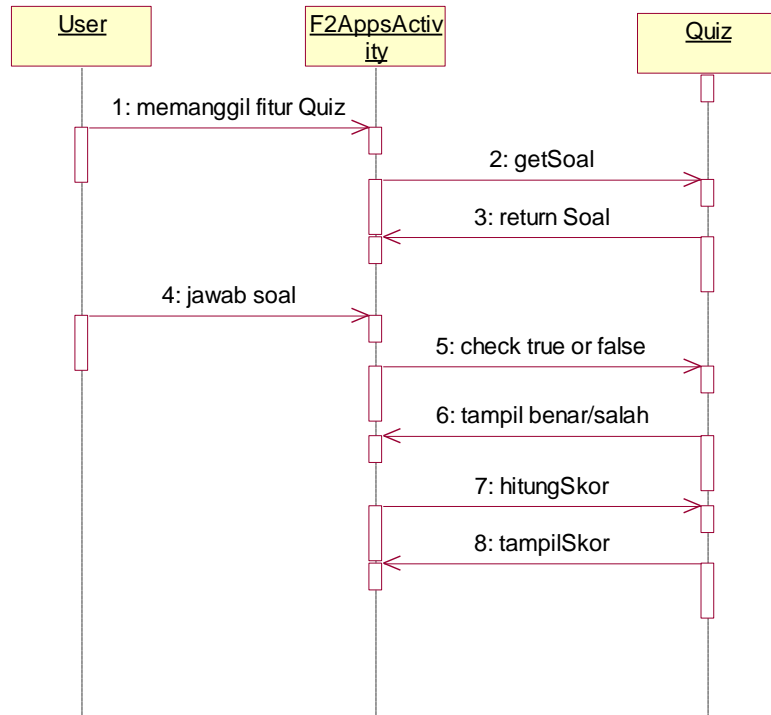 User
F2AppsActiv
ity
Quiz
1: memanggil fitur Quiz
2: getSoal
3: return Soal
4: jawab soal
5: check true or false
6: tampil benar/salah
7: hitungSkor
8: tampilSkor